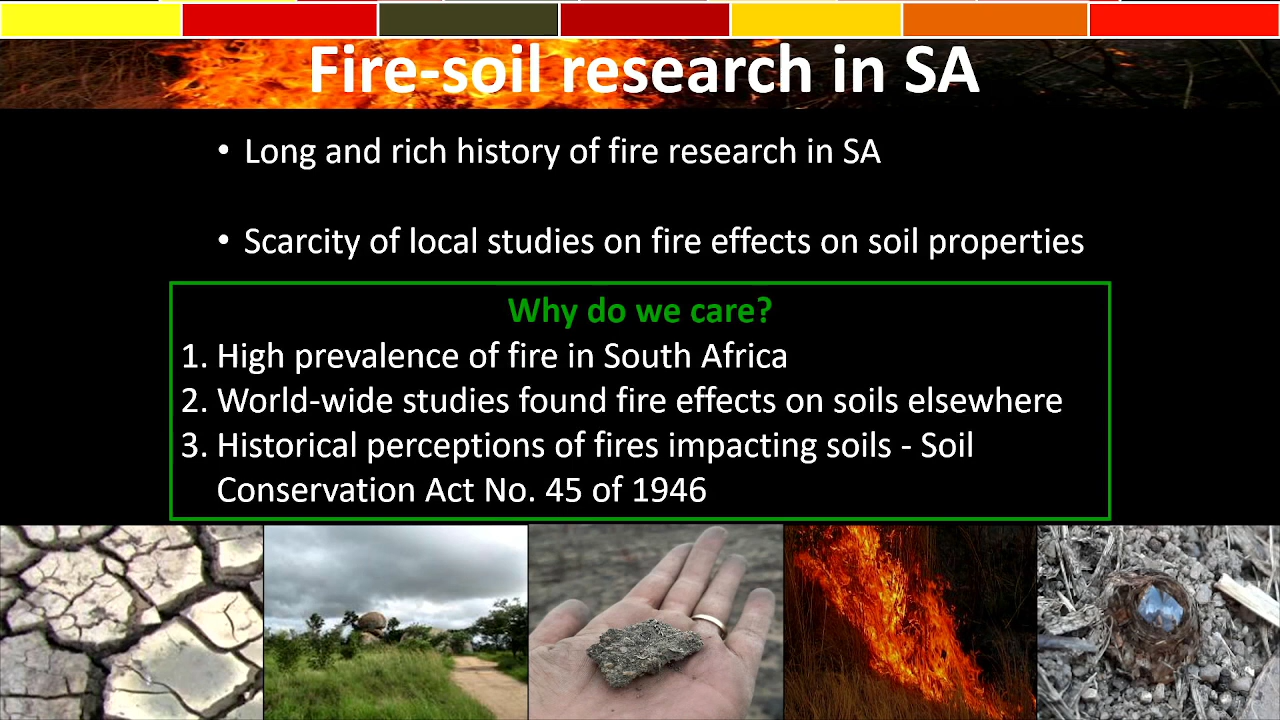 Fire-soil research in SA
• Long and rich history of fire research in SA
• Scarcity of local studies on fire effects on soil properties
Why do we care?
1. High prevalence of fire in South Africa
2. World-wide studies found fire effects on soils elsewhere
3. Historical perceptions of fires impacting soils - Soil
Conservation Act No. 45 of 1946